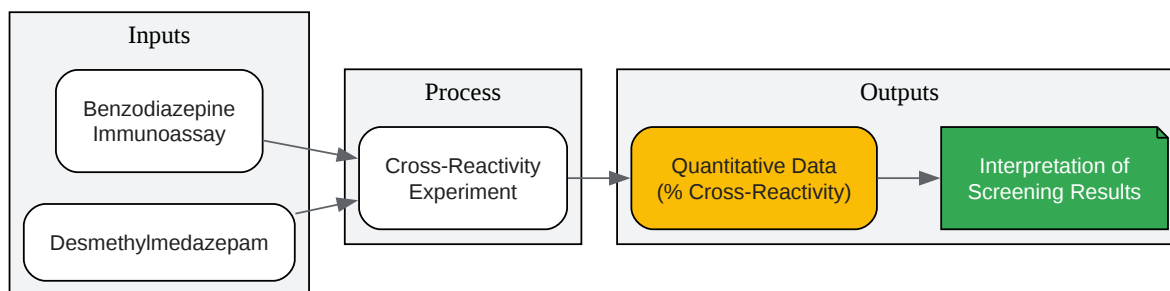 Inputs
Benzodiazepine
Immunoassay
Desmethylmedazepam
Process
Cross-Reactivity
Experiment
Outputs
Quantitative Data
(% Cross-Reactivity)
Interpretation of
Screening Results